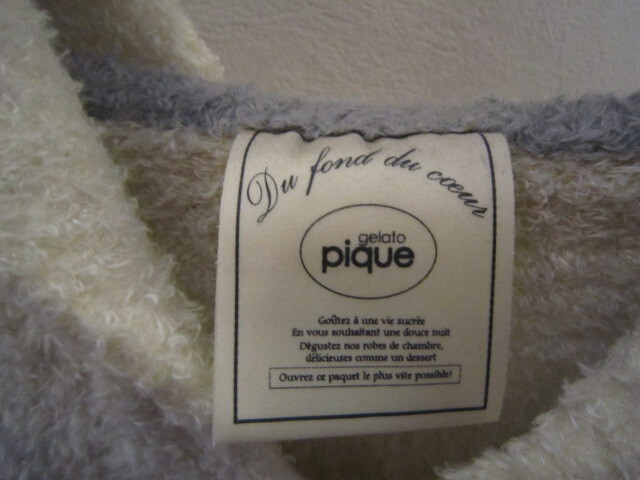 Du fond du cœur
gelato
pique
Goûtez à une vie sucrée
En vous souhaitant une douce nuit
Dégustez nos robes de chambre,
délicieuses comme un dessert
Ouvrez ce paquet le plus vite possible!